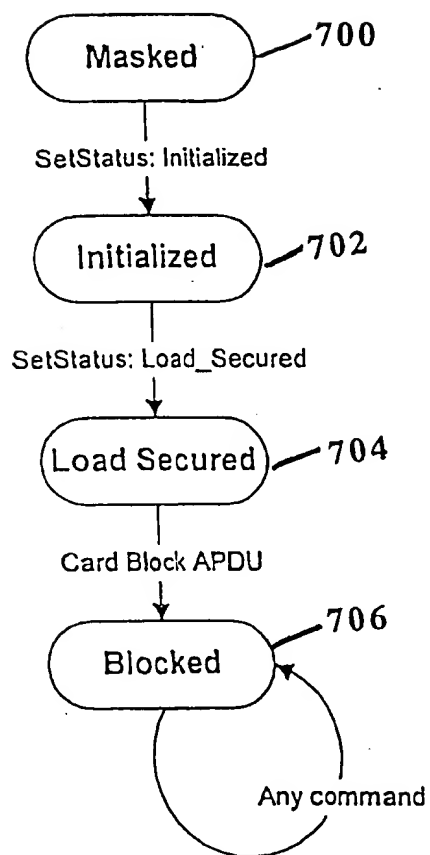 Masked
700
SetStatus: Initialized
Initialized
702
SetStatus: Load_Secured
Load Secured
704
Card Block APDU
Blocked
706
Any command